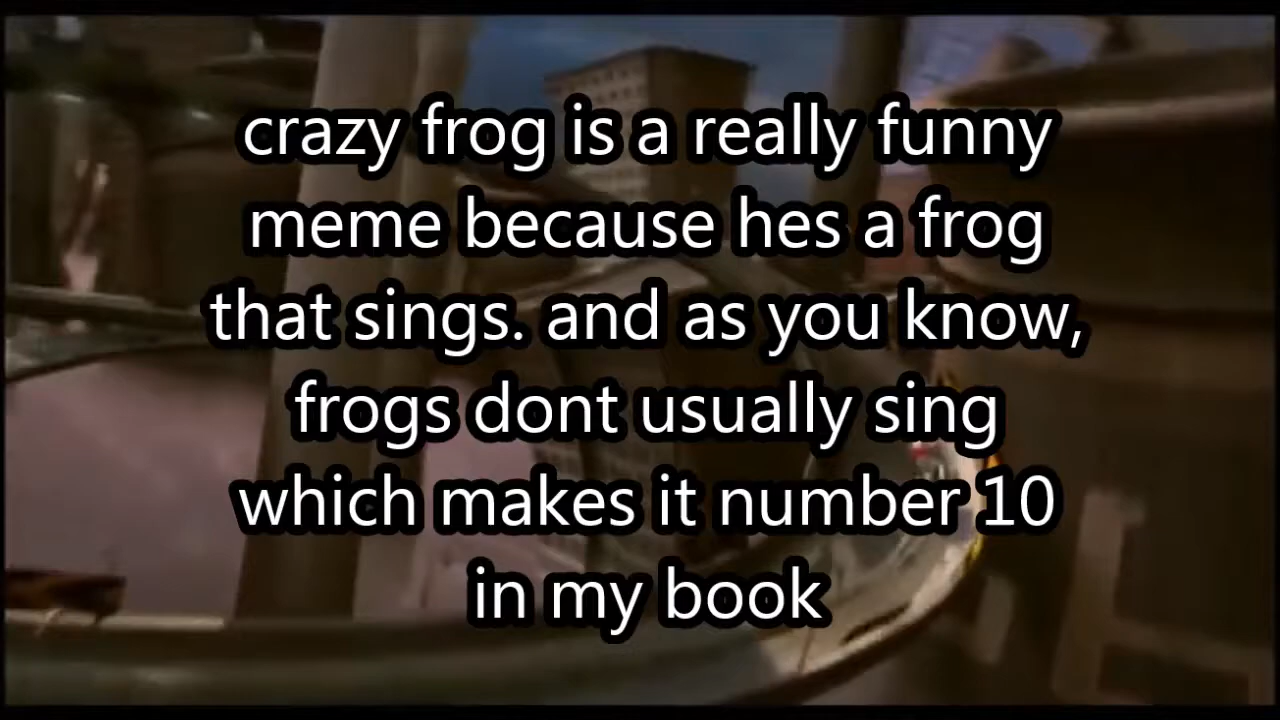 crazy frog is a really funny
meme because hes a frog
that sings. and as you know,
frogs dont usually sing
which makes it number 10
in my book